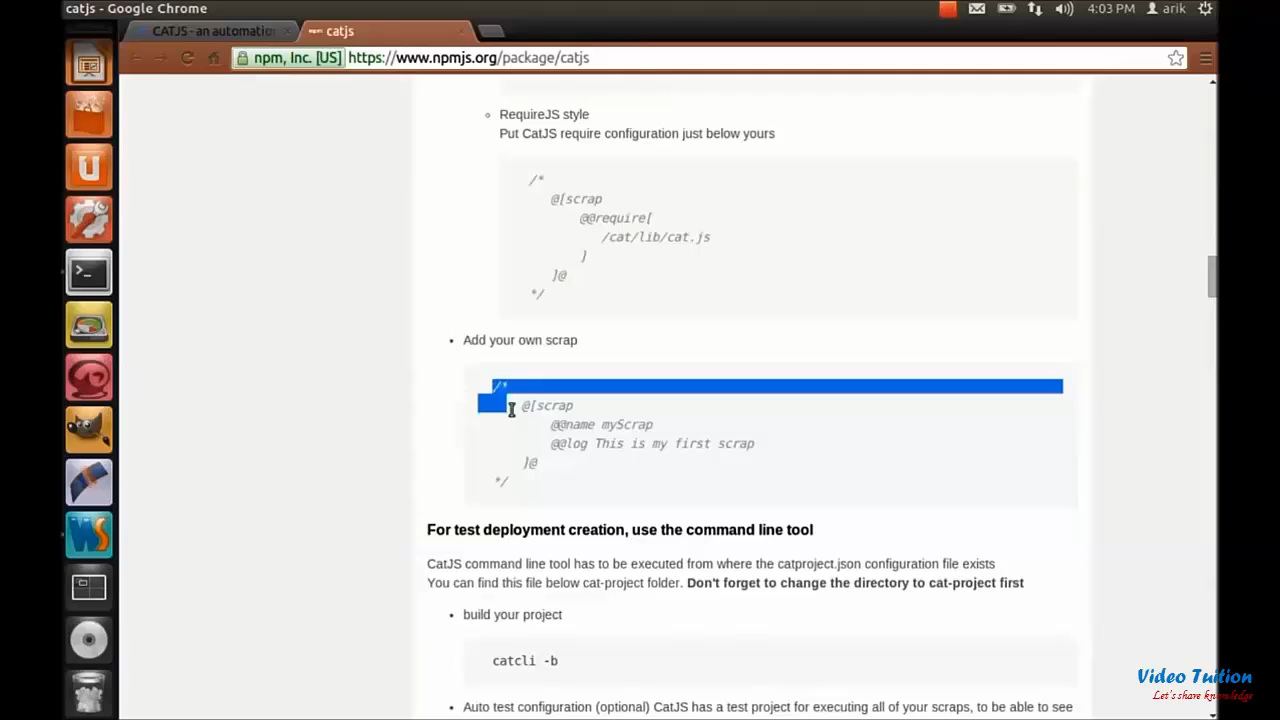 catjs - Google Chrome
4:03 PM
arik
CATJS - an automation
npm
catjs
npm, Inc. [US]
https://www.npmjs.org/package/catjs
RequireJS style
Put CatJS require configuration just below yours
/*
@[scrap
@@require[
/cat/lib/cat.js
]
]@
*/
Add your own scrap
/*
@[scrap
@@name myScrap
@@log This is my first scrap
]@
*/
For test deployment creation, use the command line tool
CatJS command line tool has to be executed from where the catproject.json configuration file exists
You can find this file below cat-project folder. Don't forget to change the directory to cat-project first
build your project
catcli -b
Auto test configuration (optional) CatJS has a test project for executing all of your scraps, to be able to see
U
WS
>_
Video Tuition
Let's share knowledge